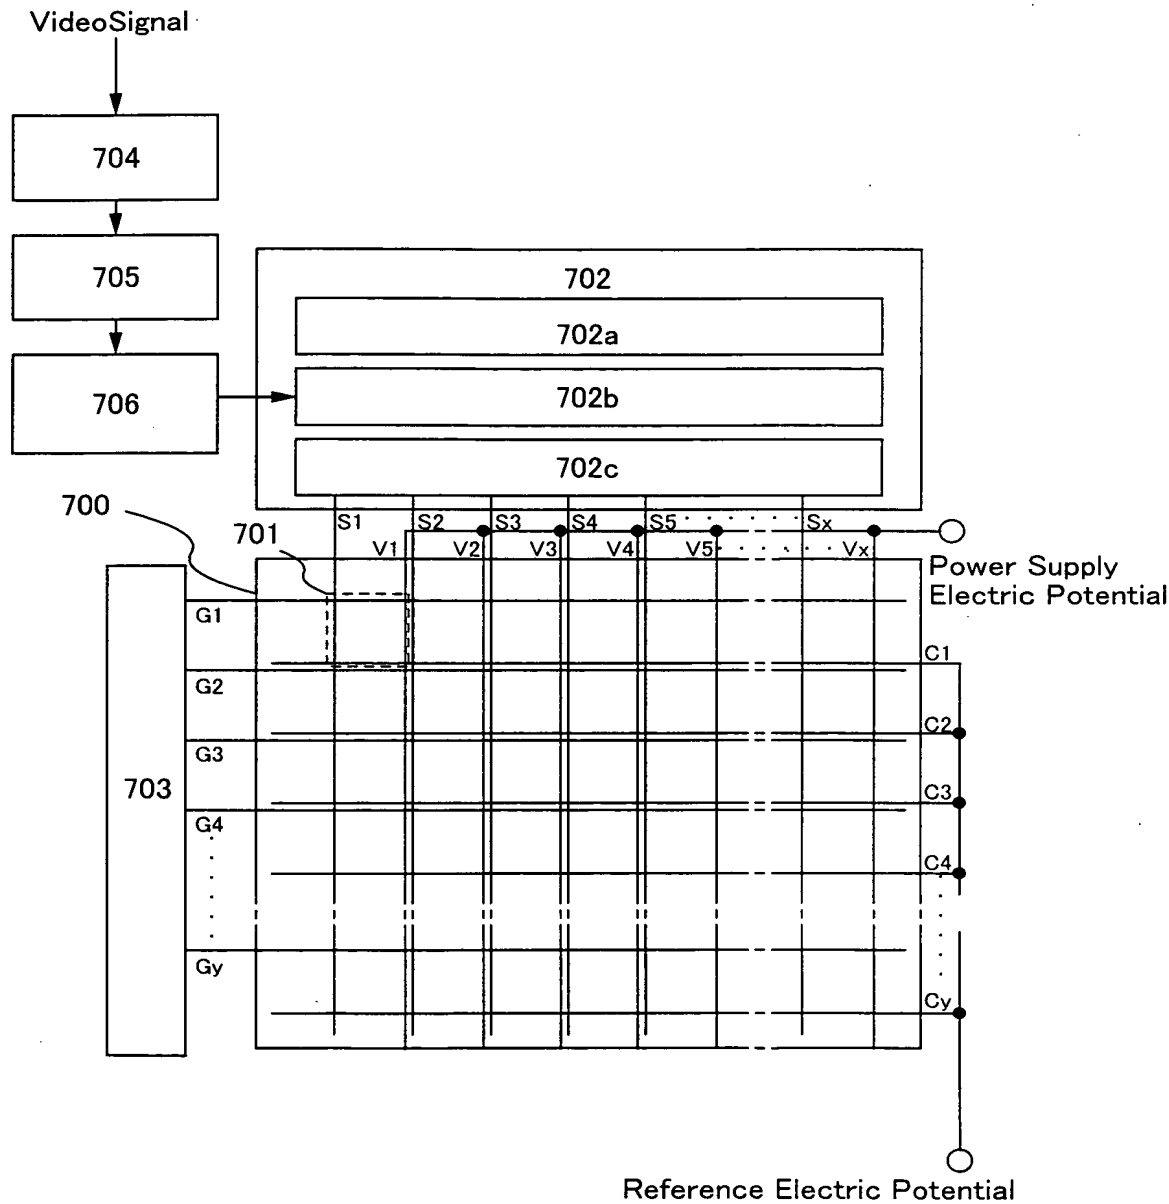 VideoSignal
704
705
706
702
702a
702b
702c
700
701
S1 S2 S3 S4 S5 Sx
V1 V2 V3 V4 V5 Vx
Power Supply
Electric Potential
703
G1
G2
G3
G4
Gy
C1
C2
C3
C4
Cy
Reference Electric Potential